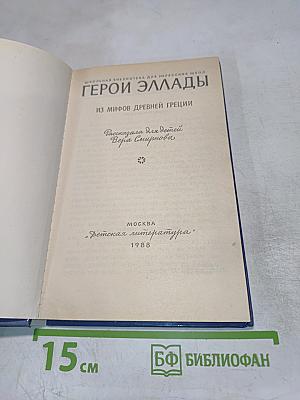 ШКОЛЬНАЯ БИБЛИОТЕКА ДЛЯ НЕРУССКИХ ШКОЛ
ГЕРОИ ЭЛЛАДЫ
ИЗ МИФОВ ДРЕВНЕЙ ГРЕЦИИ
Рассказала для детей
Вера Смирнова
МОСКВА
„Детская литература"
1988
15 см
БФ БИБЛИОФАН